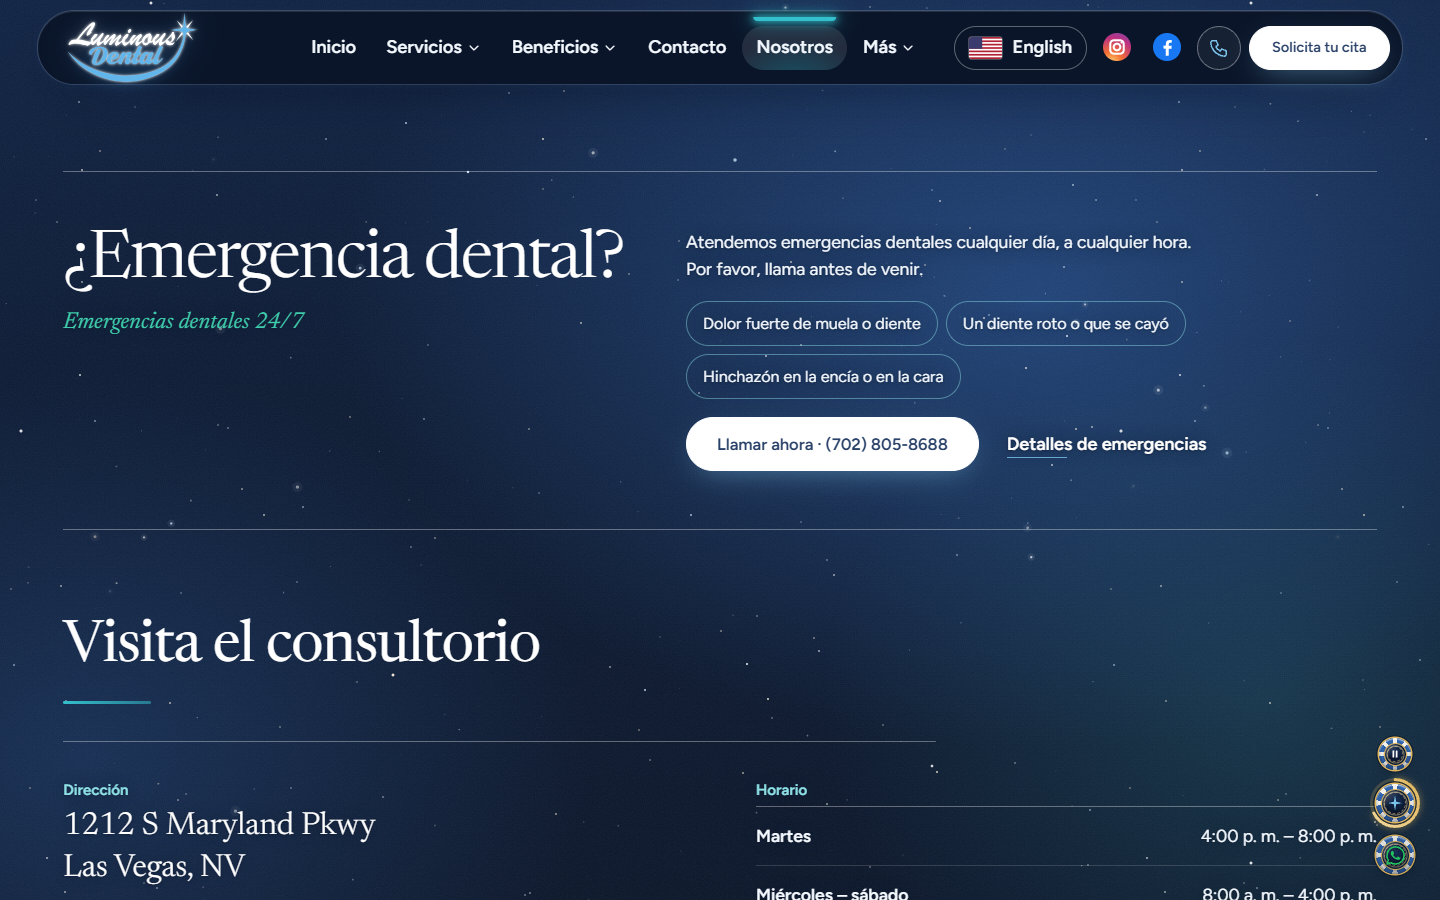 Luminous
Dental
Inicio
Servicios
Beneficios
Contacto
Nosotros
Más
English
Solicita tu cita
¿Emergencia dental?
Emergencias dentales 24/7
Atendemos emergencias dentales cualquier día, a cualquier hora.
Por favor, llama antes de venir.
Dolor fuerte de muela o diente
Un diente roto o que se cayó
Hinchazón en la encía o en la cara
Llamar ahora · (702) 805-8688
Detalles de emergencias
Visita el consultorio
Dirección
1212 S Maryland Pkwy
Las Vegas, NV
Horario
Martes
4:00 p. m. – 8:00 p. m.
Miércoles – sábado
8:00 a. m. – 4:00 p. m.